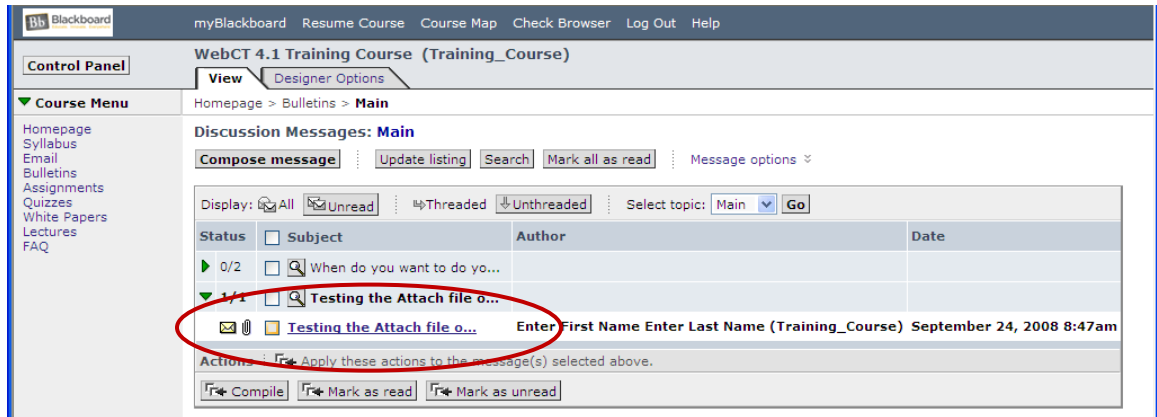 Bb Blackboard myBlackboard Resume Course Course Map Check Browser Log Out Help
Control Panel
WebCT 4.1 Training Course (Training_Course)
View Designer Options
Course Menu
Homepage > Bulletins > Main
Homepage
Syllabus
Email
Bulletins
Assignments
Quizzes
White Papers
Lectures
FAQ
Discussion Messages: Main
Compose message Update listing Search Mark all as read Message options
Display: All Unread Threaded Unthreaded Select topic: Main Go
Status Subject Author Date
0/2 When do you want to do yo...
1/1 Testing the Attach file o...
Testing the Attach file o... Enter First Name Enter Last Name (Training_Course) September 24, 2008 8:47am
Actions Apply these actions to the message(s) selected above.
Compile Mark as read Mark as unread